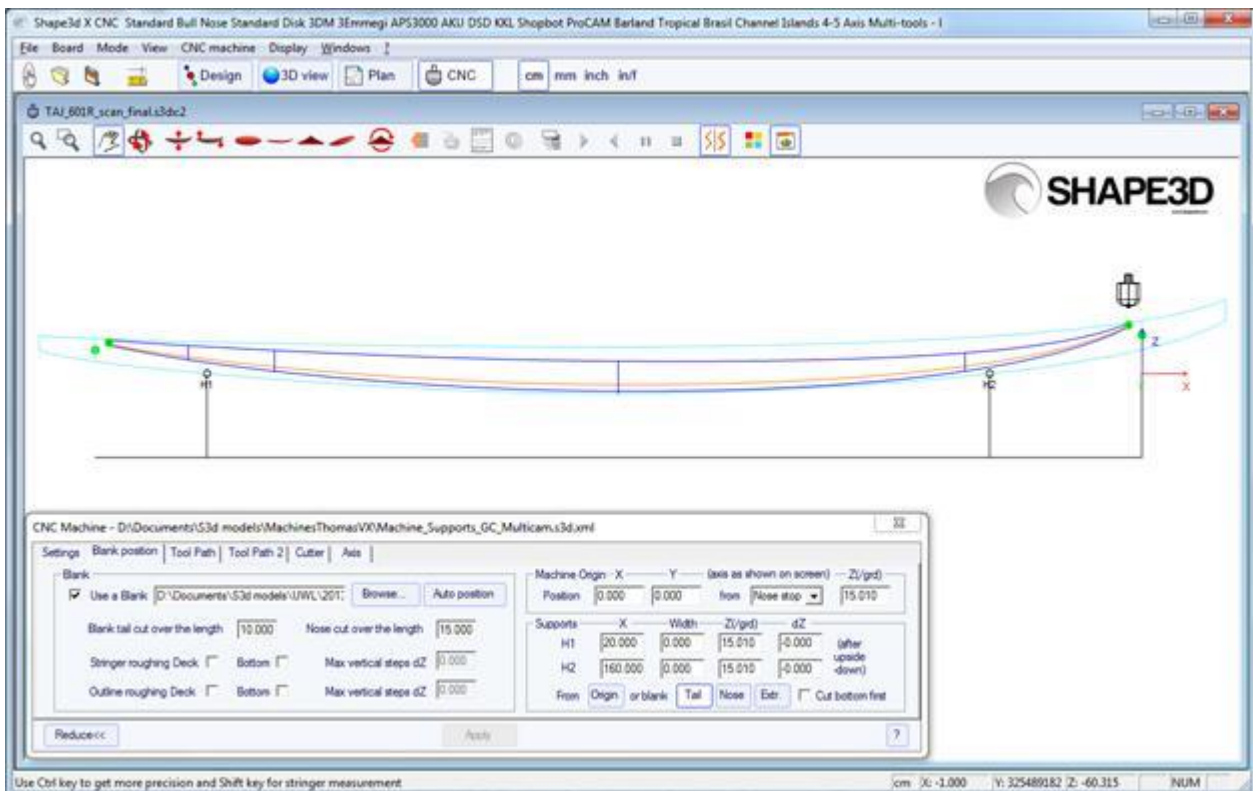 Shape3d X CNC Standard Bull Nose Standard Disk 3DM 3Emmegi APS3000 AKU DSD KKL Shopbot ProCAM Barland Tropical Brasil Channel Islands 4-5 Axis Multi-tools - I
File Board Mode View CNC machine Display Windows ?
Design 3D view Plan CNC cm mm inch in/f
TAJ_601R_scan_final.s3dc2
SHAPE3D
Z
H1 H2 X
CNC Machine - D:\Documents\S3d models\MachinesThomasVX\Machine_Supports_GC_Multicam.s3d.xml
Settings Blank position Tool Path Tool Path 2 Cutter Axis
Blank
Use a Blank D:\Documents\S3d models\UWL\201 Browse... Auto position
Blank tail cut over the length 10.000 Nose cut over the length 15.000
Stringer roughing Deck Bottom Max vertical steps dZ 0.000
Outline roughing Deck Bottom Max vertical steps dZ 0.000
Machine Origin X Y (axis as shown on screen) Z(/grd)
Position 0.000 0.000 from Nose stop 15.010
Supports X Width Z(/grd) dZ
H1 20.000 0.000 15.010 -0.000 (after upside -down)
H2 160.000 0.000 15.010 -0.000
From Origin or blank Tail Nose Extr. Cut bottom first
Reduce<< Apply ?
Use Ctrl key to get more precision and Shift key for stringer measurement cm X: -1.000 Y: 325489182 Z: -60.315 NUM